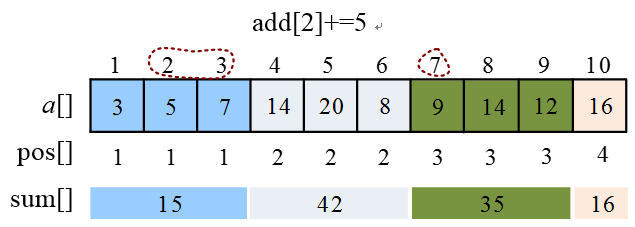 add[2]+=5 ↵
1 2 3 4 5 6 7 8 9 10
a[] 3 5 7 14 20 8 9 14 12 16
pos[] 1 1 1 2 2 2 3 3 3 4
sum[] 15 42 35 16